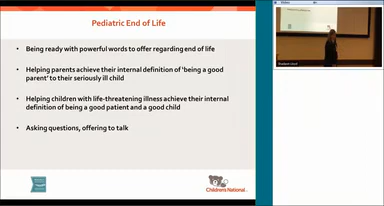 Pediatric End of Life
• Being ready with powerful words to offer regarding end of life
• Helping parents achieve their internal definition of 'being a good
parent' to their seriously ill child
• Helping children with life-threatening illness achieve their internal
definition of being a good patient and a good child
• Asking questions, offering to talk
Children's National